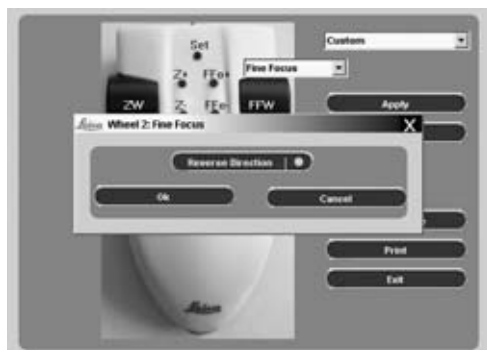 Set
Custom
Fine Focus
Z+ FFo+
ZW Z- FFo- FFW
Apply
Leica Wheel 2: Fine Focus X
Reverse Direction
Ok Cancel
Print
Exit
Leica